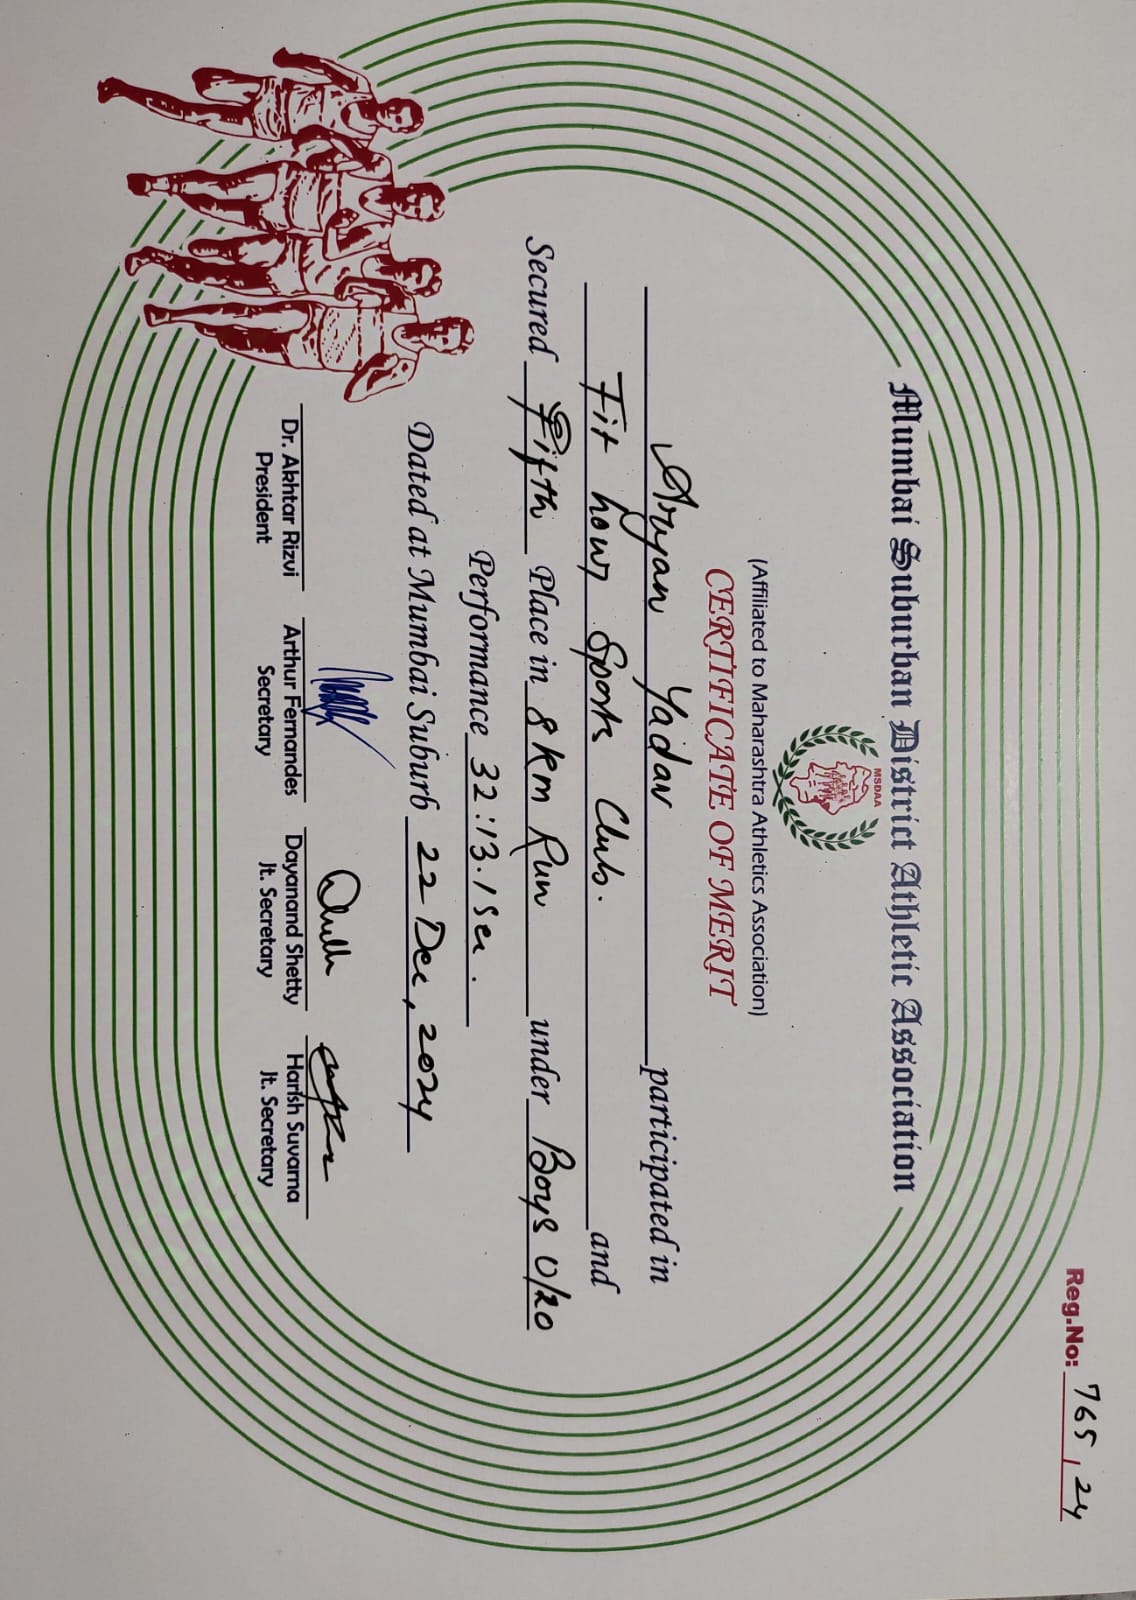 Reg.No: 765/24
Mumbai Suburban District Athletic Association
MSDAA
(Affiliated to Maharashtra Athletics Association)
CERTIFICATE OF MERIT
Aryan Yadav participated in
Fit hour Sports Club. and
Secured Fifth Place in 8 km Run under Boys U/20
Performance 32:13.1 sec.
Dated at Mumbai Suburb 22 Dec, 2024
Dr. Akhtar Rizvi Arthur Fernandes Dayanand Shetty Harish Suvarna
President Secretary Jt. Secretary Jt. Secretary